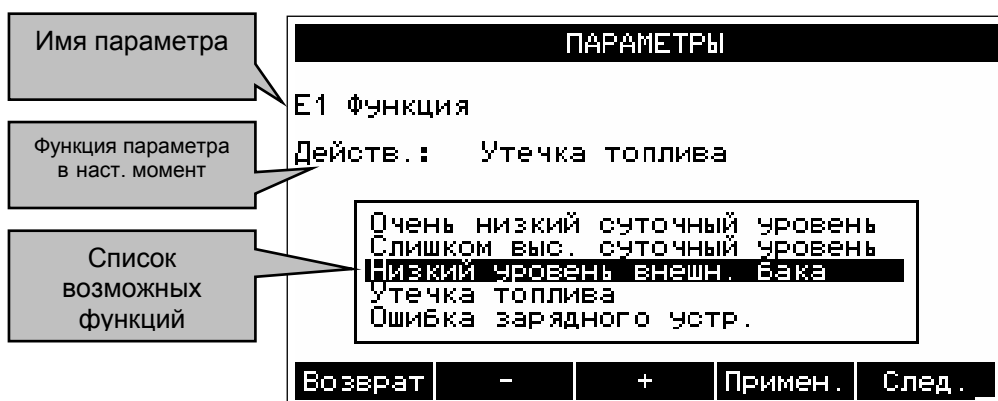 Имя параметра
ПАРАМЕТРЫ
E1 Функция
Функция параметра
в наст. момент
Действ.: Утечка топлива
Список
возможных
функций
Очень низкий суточный уровень
Слишком выс. суточный уровень
Низкий уровень внешн. бака
Утечка топлива
Ошибка зарядного устр.
Возврат - + Примен. След.